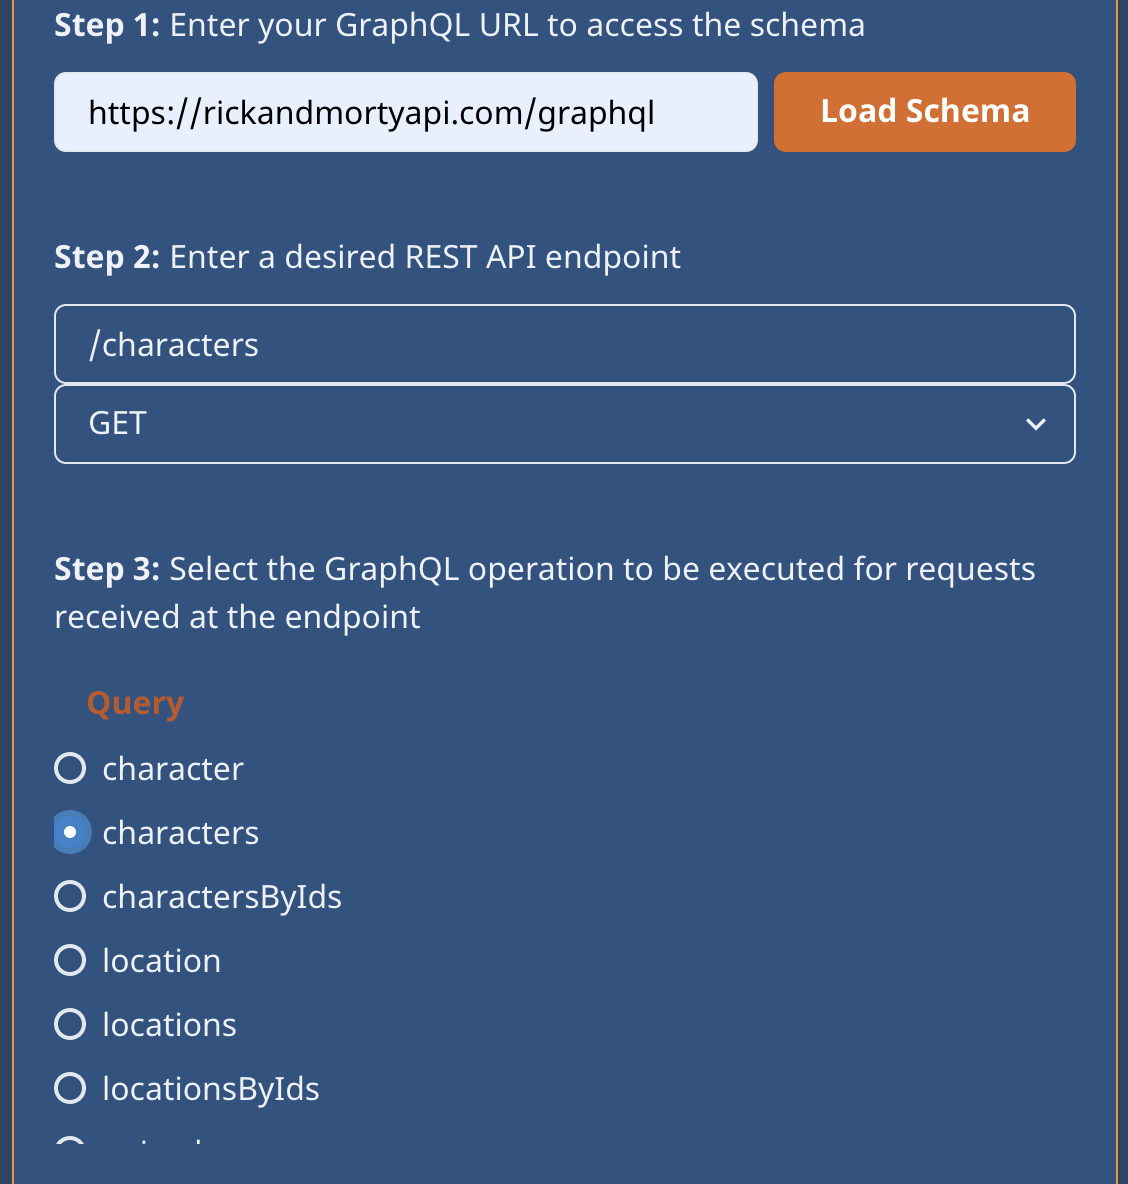 Step 1: Enter your GraphQL URL to access the schema
https://rickandmortyapi.com/graphql
Load Schema
Step 2: Enter a desired REST API endpoint
/characters
GET
Step 3: Select the GraphQL operation to be executed for requests
received at the endpoint
Query
character
characters
charactersByIds
location
locations
locationsByIds